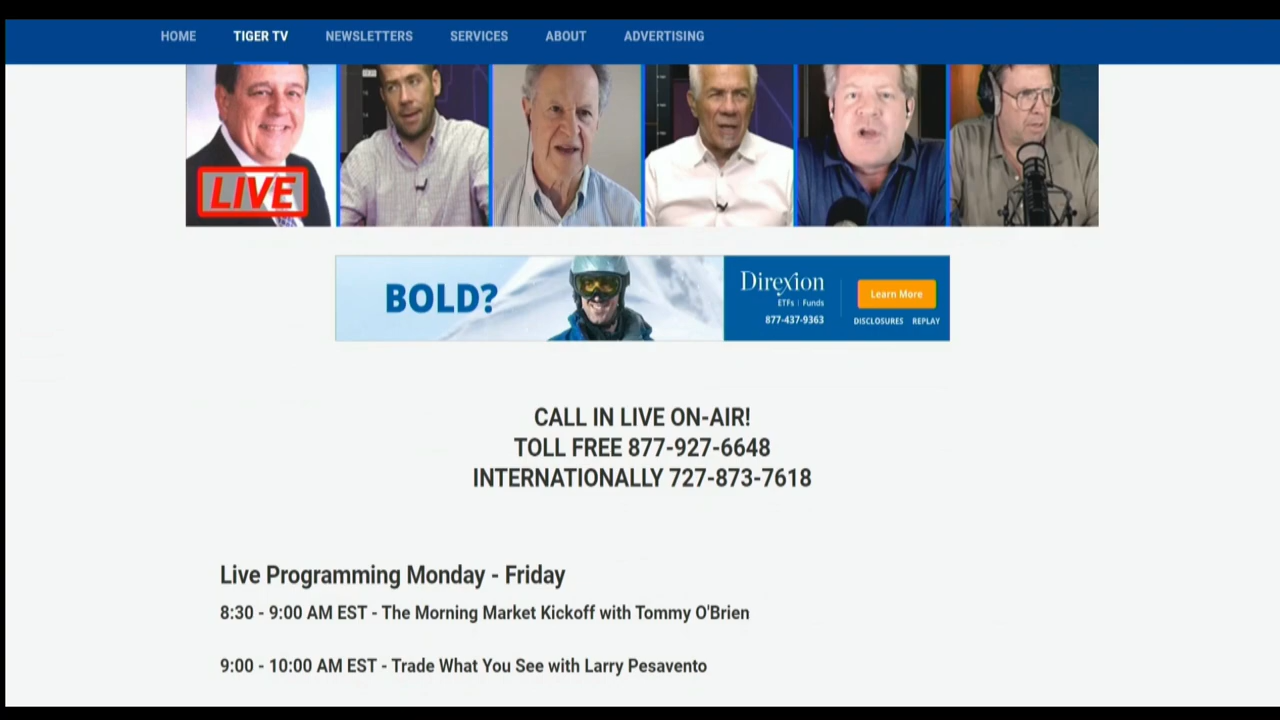 HOME TIGER TV NEWSLETTERS SERVICES ABOUT ADVERTISING
LIVE
BOLD?
Direxion
ETFs | Funds
877-437-9363
Learn More
DISCLOSURES REPLAY
CALL IN LIVE ON-AIR!
TOLL FREE 877-927-6648
INTERNATIONALLY 727-873-7618
Live Programming Monday - Friday
8:30 - 9:00 AM EST - The Morning Market Kickoff with Tommy O'Brien
9:00 - 10:00 AM EST - Trade What You See with Larry Pesavento